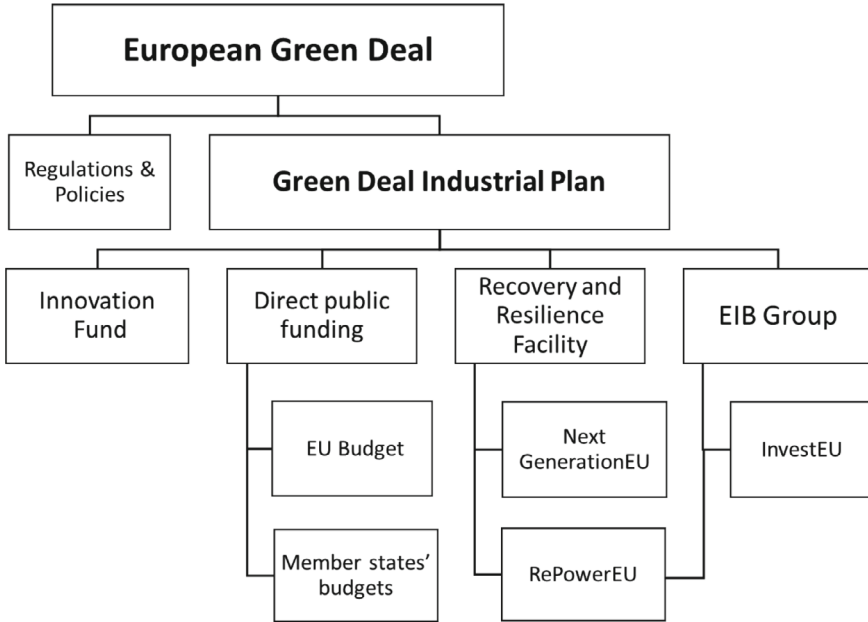 European Green Deal
Regulations &
Policies
Green Deal Industrial Plan
Innovation
Fund
Direct public
funding
Recovery and
Resilience
Facility
EIB Group
EU Budget
Next
GenerationEU
InvestEU
Member states’
budgets
RePowerEU